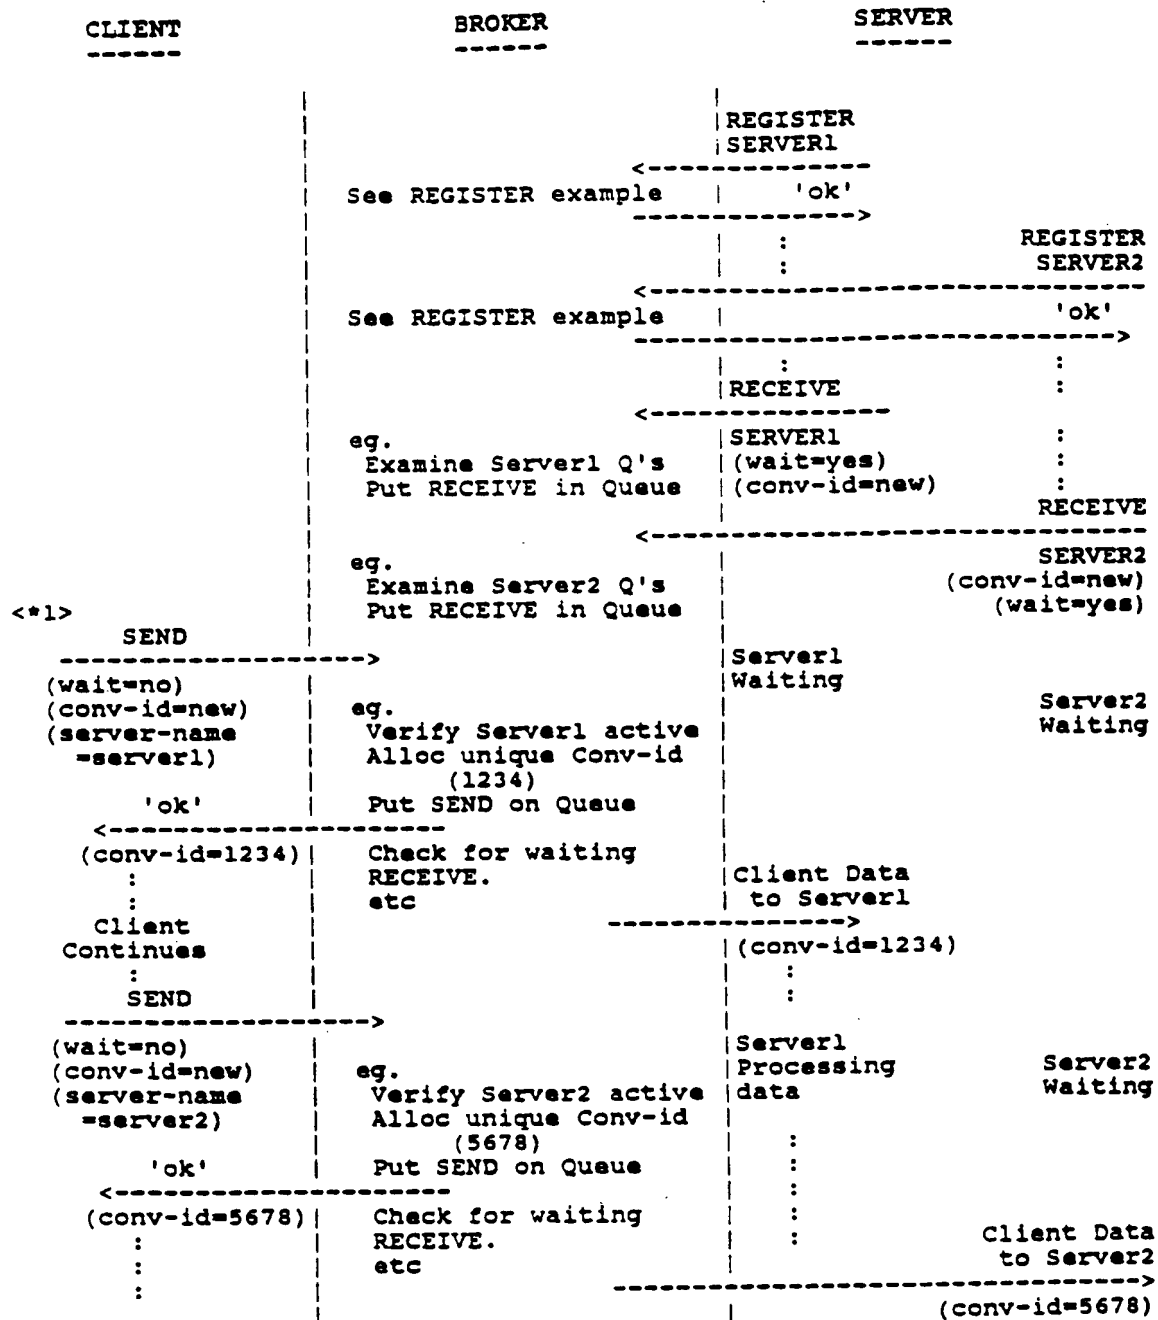 CLIENT BROKER SERVER
------ ------ ------
REGISTER
SERVER1
<---------------
See REGISTER example 'ok'
-------------->
: REGISTER
: SERVER2
<--------------------------------
See REGISTER example 'ok'
------------------------------->
: :
RECEIVE :
<----------------
eg. SERVER1 :
Examine Server1 Q's (wait=yes) :
Put RECEIVE in Queue (conv-id=new) :
RECEIVE
<--------------------------------
eg. SERVER2
Examine Server2 Q's (conv-id=new)
<*1> Put RECEIVE in Queue (wait=yes)
SEND
-------------------->
Server1
(wait=no) Waiting
(conv-id=new) eg. Server2
(server-name Verify Server1 active Waiting
=server1) Alloc unique Conv-id
(1234)
'ok' Put SEND on Queue
<----------------------
(conv-id=1234) Check for waiting
: RECEIVE. Client Data
: etc to Server1
Client ---------------->
Continues (conv-id=1234)
: :
SEND :
-------------------->
(wait=no) Server1
(conv-id=new) eg. Processing Server2
(server-name Verify Server2 active data Waiting
=server2) Alloc unique Conv-id
(5678) :
'ok' Put SEND on Queue :
<---------------------- :
(conv-id=5678) Check for waiting :
: RECEIVE. : Client Data
: etc to Server2
: ---------------------------------->
(conv-id=5678)